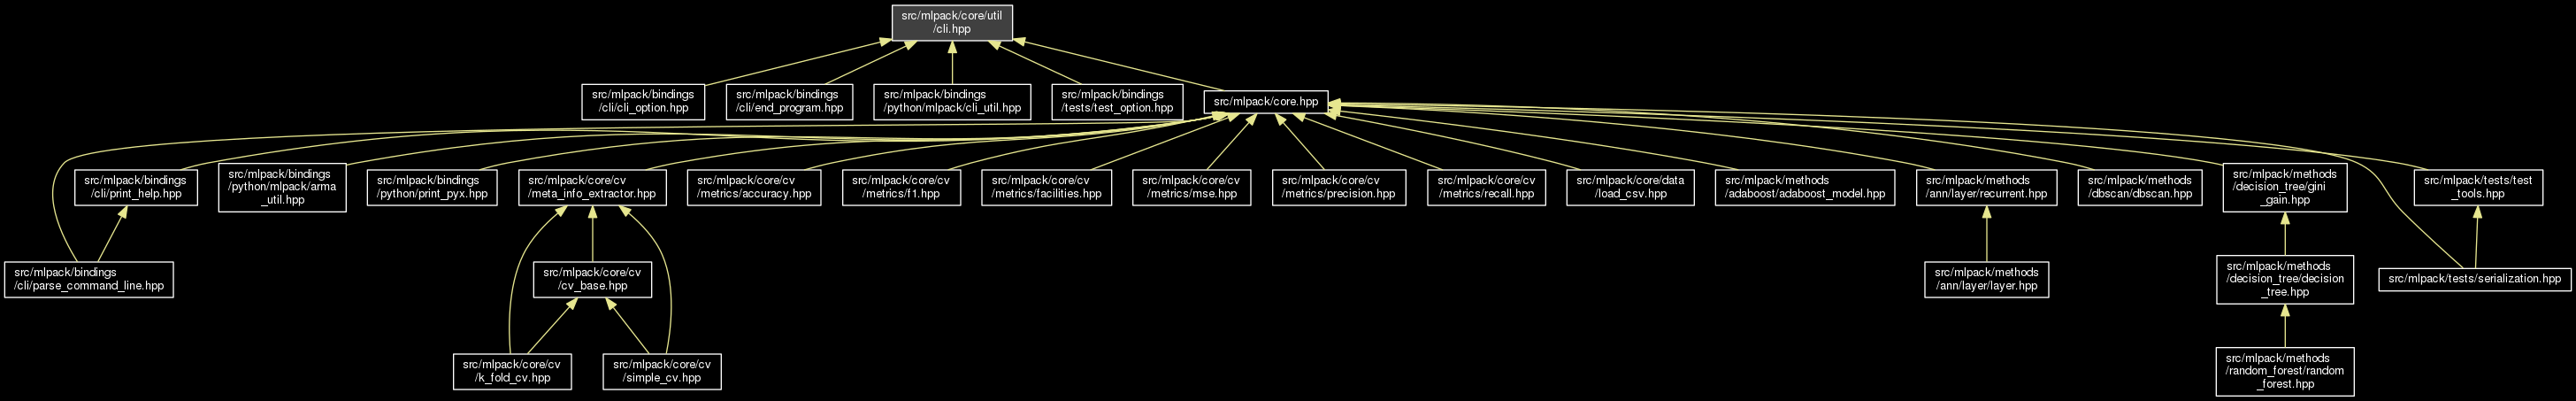 src/mlpack/core/util
/cli.hpp
src/mlpack/bindings
/cli/cli_option.hpp
src/mlpack/bindings
/cli/end_program.hpp
src/mlpack/bindings
/python/mlpack/cli_util.hpp
src/mlpack/bindings
/tests/test_option.hpp
src/mlpack/core.hpp
src/mlpack/bindings
/cli/print_help.hpp
src/mlpack/bindings
/python/mlpack/arma
_util.hpp
src/mlpack/bindings
/python/print_pyx.hpp
src/mlpack/core/cv
/meta_info_extractor.hpp
src/mlpack/core/cv
/metrics/accuracy.hpp
src/mlpack/core/cv
/metrics/f1.hpp
src/mlpack/core/cv
/metrics/facilities.hpp
src/mlpack/core/cv
/metrics/mse.hpp
src/mlpack/core/cv
/metrics/precision.hpp
src/mlpack/core/cv
/metrics/recall.hpp
src/mlpack/core/data
/load_csv.hpp
src/mlpack/methods
/adaboost/adaboost_model.hpp
src/mlpack/methods
/ann/layer/recurrent.hpp
src/mlpack/methods
/dbscan/dbscan.hpp
src/mlpack/methods
/decision_tree/gini
_gain.hpp
src/mlpack/tests/test
_tools.hpp
src/mlpack/bindings
/cli/parse_command_line.hpp
src/mlpack/core/cv
/cv_base.hpp
src/mlpack/methods
/ann/layer/layer.hpp
src/mlpack/methods
/decision_tree/decision
_tree.hpp
src/mlpack/tests/serialization.hpp
src/mlpack/core/cv
/k_fold_cv.hpp
src/mlpack/core/cv
/simple_cv.hpp
src/mlpack/methods
/random_forest/random
_forest.hpp